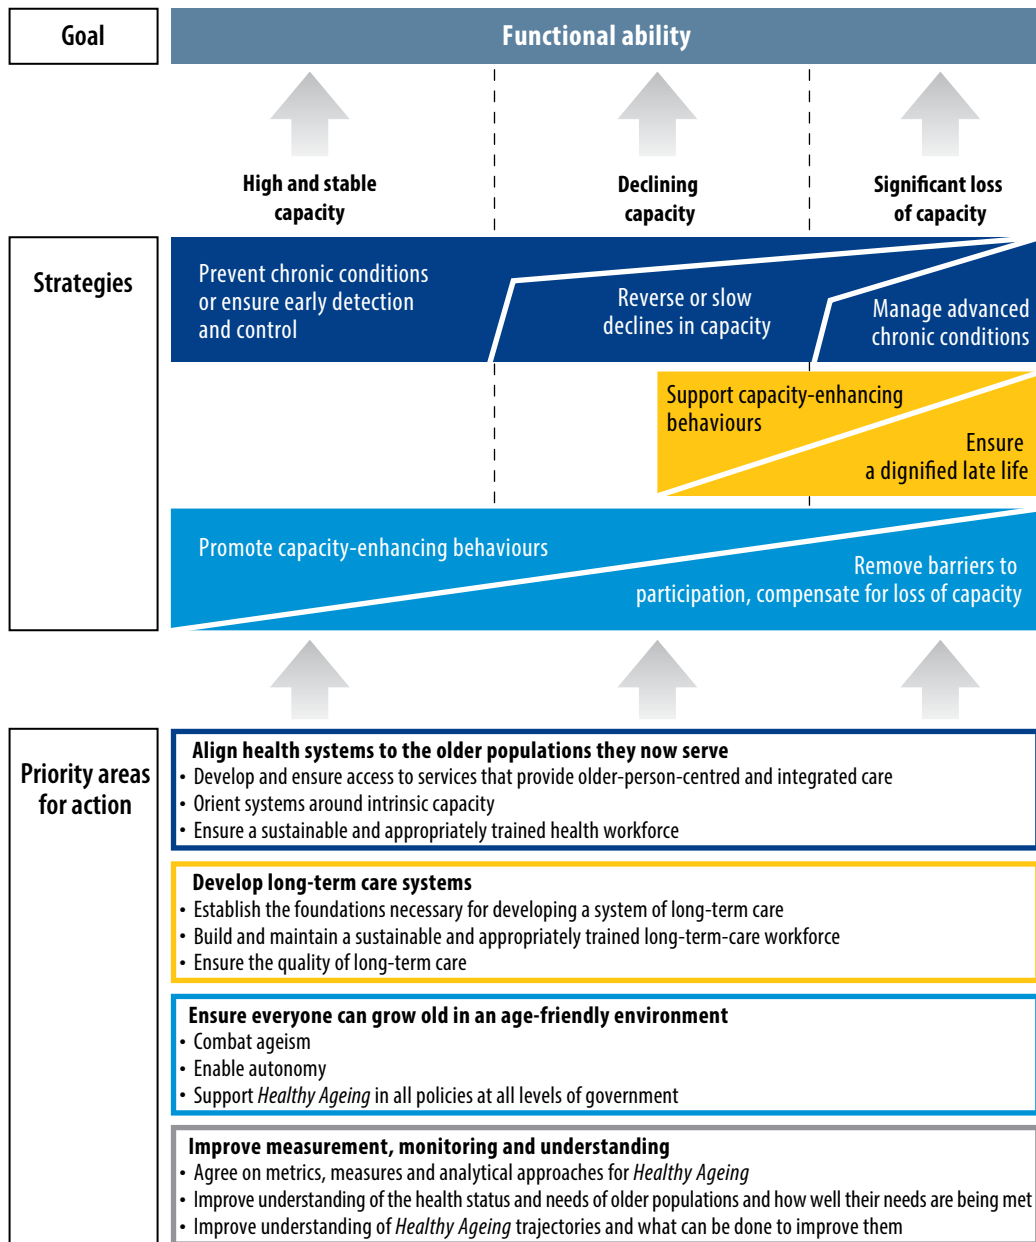 Goal
Functional ability
High and stable
capacity
Declining
capacity
Significant loss
of capacity
Strategies
Prevent chronic conditions
or ensure early detection
and control
Reverse or slow
declines in capacity
Manage advanced
chronic conditions
Support capacity-enhancing
behaviours
Ensure
a dignified late life
Promote capacity-enhancing behaviours
Remove barriers to
participation, compensate for loss of capacity
Priority areas
for action
Align health systems to the older populations they now serve
• Develop and ensure access to services that provide older-person-centred and integrated care
• Orient systems around intrinsic capacity
• Ensure a sustainable and appropriately trained health workforce
Develop long-term care systems
• Establish the foundations necessary for developing a system of long-term care
• Build and maintain a sustainable and appropriately trained long-term-care workforce
• Ensure the quality of long-term care
Ensure everyone can grow old in an age-friendly environment
• Combat ageism
• Enable autonomy
• Support Healthy Ageing in all policies at all levels of government
Improve measurement, monitoring and understanding
• Agree on metrics, measures and analytical approaches for Healthy Ageing
• Improve understanding of the health status and needs of older populations and how well their needs are being met
• Improve understanding of Healthy Ageing trajectories and what can be done to improve them